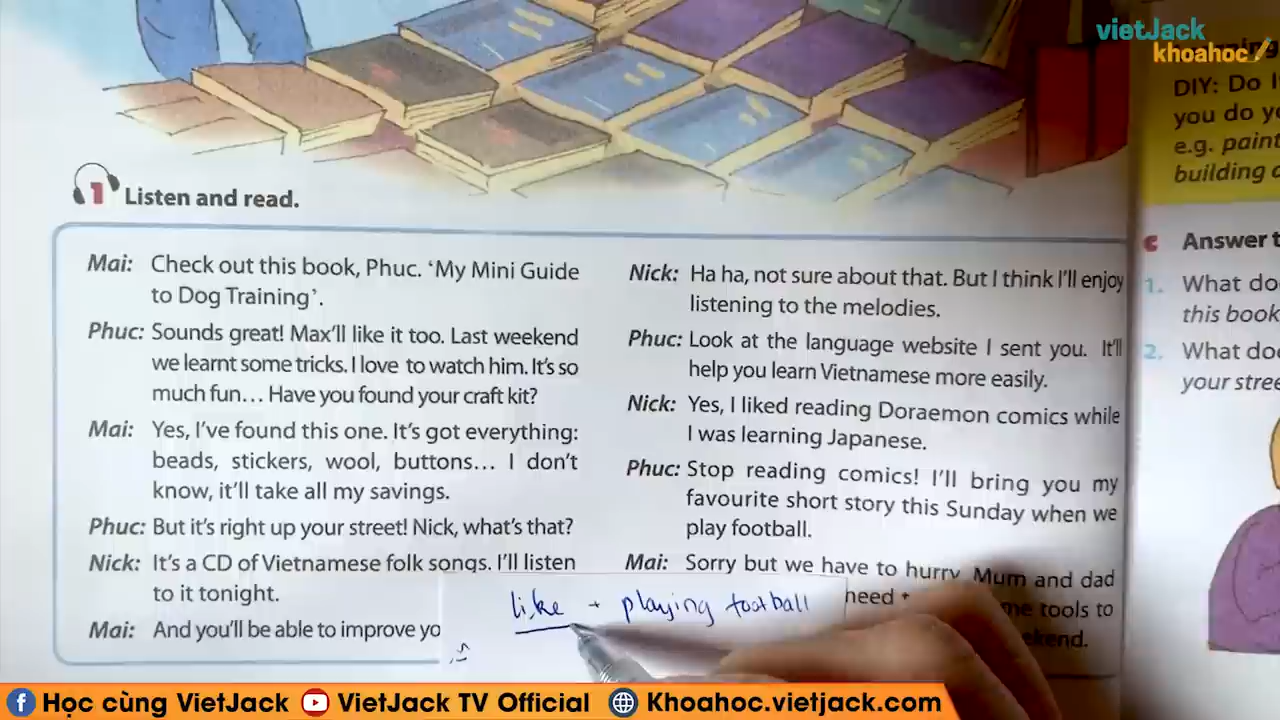 vietJack
khoahoc
DIY: Do
you do
e.g. paint
building
1 Listen and read.
Mai: Check out this book, Phuc. 'My Mini Guide
to Dog Training'.
Phuc: Sounds great! Max'll like it too. Last weekend
we learnt some tricks. I love to watch him. It's so
much fun… Have you found your craft kit?
Mai: Yes, I've found this one. It's got everything:
beads, stickers, wool, buttons… I don't
know, it'll take all my savings.
Phuc: But it's right up your street! Nick, what's that?
Nick: It's a CD of Vietnamese folk songs. I'll listen
to it tonight.
Mai: And you'll be able to improve yo
Nick: Ha ha, not sure about that. But I think I'll enjoy
listening to the melodies.
Phuc: Look at the language website I sent you. It'll
help you learn Vietnamese more easily.
Nick: Yes, I liked reading Doraemon comics while
I was learning Japanese.
Phuc: Stop reading comics! I'll bring you my
favourite short story this Sunday when we
play football.
Mai: Sorry but we have to hurry. Mum and dad
need me tools to
ekend.
like + playing football
C Answer t
1. What do
this book
2. What doe
your stree
Học cùng VietJack VietJack TV Official Khoahoc.vietjack.com